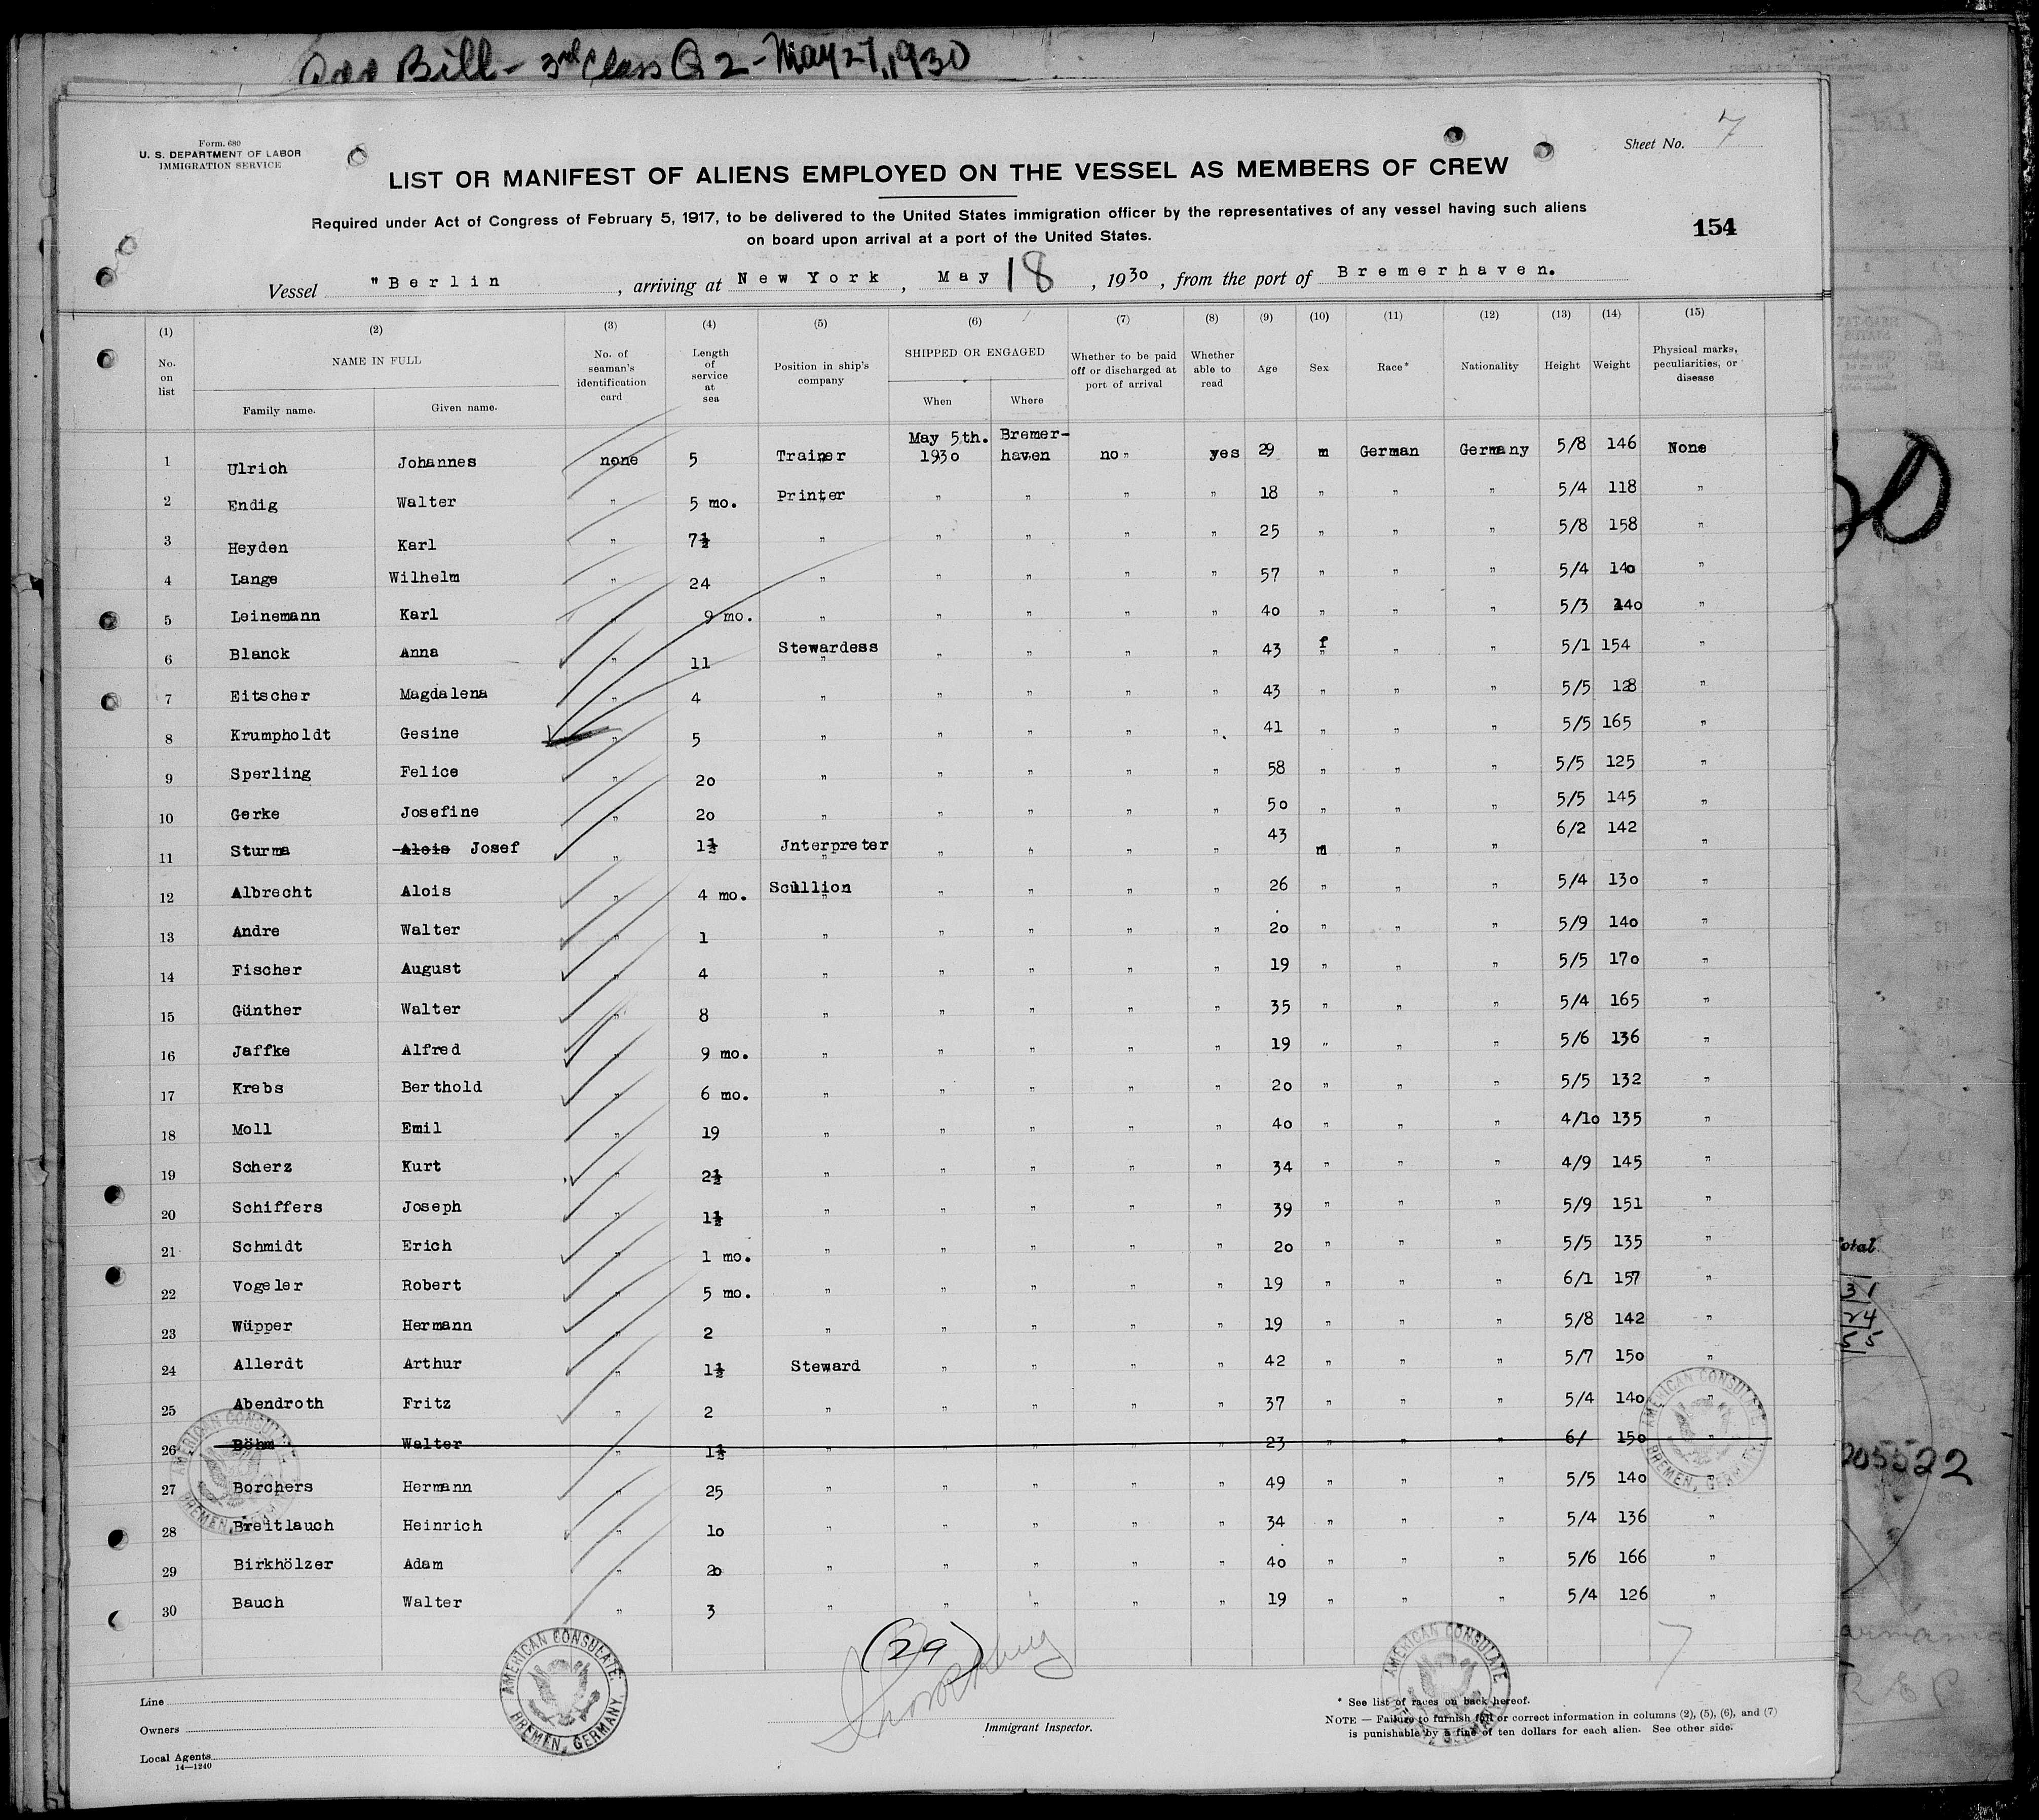 Bill - 3rd Class Q 2 - May 27, 1930
Form. 680
U. S. DEPARTMENT OF LABOR
IMMIGRATION SERVICE
Sheet No. 7
LIST OR MANIFEST OF ALIENS EMPLOYED ON THE VESSEL AS MEMBERS OF CREW
Required under Act of Congress of February 5, 1917, to be delivered to the United States immigration officer by the representatives of any vessel having such aliens
on board upon arrival at a port of the United States.
154
Vessel "Berlin, arriving at New York, May 18, 1930, from the port of Bremerhaven.
(1) (2) (3) (4) (5) (6) (7) (8) (9) (10) (11) (12) (13) (14) (15)
No. on list NAME IN FULL Family name. Given name. No. of seaman's identification card Length of service at sea Position in ship's company SHIPPED OR ENGAGED When Where Whether to be paid off or discharged at port of arrival Whether able to read Age Sex Race* Nationality Height Weight Physical marks, peculiarities, or disease
1 Ulrich Johannes none 5 Trainer May 5th. 1930 Bremer-haven no yes 29 m German Germany 5/8 146 None
2 Endig Walter " 5 mo. Printer " " " " 18 " " " 5/4 118 "
3 Heyden Karl " 7½ " " " " " 25 " " " 5/8 158 "
4 Lange Wilhelm " 24 " " " " " 57 " " " 5/4 140 "
5 Leinemann Karl " 9 mo. " " " " " 40 " " " 5/3 140 "
6 Blanck Anna " 11 Stewardess " " " " 43 f " " 5/1 154 "
7 Eitscher Magdalena " 4 " " " " " 43 " " " 5/5 128 "
8 Krumpholdt Gesine " 5 " " " " " 41 " " " 5/5 165 "
9 Sperling Felice " 20 " " " " " 58 " " " 5/5 125 "
10 Gerke Josefine " 20 " " " " " 50 " " " 5/5 145 "
11 Sturma Alois Josef " 1½ Jnterpreter " " " " 43 m " " 6/2 142 "
12 Albrecht Alois " 4 mo. Scullion " " " " 26 " " " 5/4 130 "
13 Andre Walter " 1 " " " " " 20 " " " 5/9 140 "
14 Fischer August " 4 " " " " " 19 " " " 5/5 170 "
15 Günther Walter " 8 " " " " " 35 " " " 5/4 165 "
16 Jaffke Alfred " 9 mo. " " " " " 19 " " " 5/6 136 "
17 Krebs Berthold " 6 mo. " " " " " 20 " " " 5/5 132 "
18 Moll Emil " 19 " " " " " 40 " " " 4/10 135 "
19 Scherz Kurt " 2½ " " " " " 34 " " " 4/9 145 "
20 Schiffers Joseph " 1½ " " " " " 39 " " " 5/9 151 "
21 Schmidt Erich " 1 mo. " " " " " 20 " " " 5/5 135 "
22 Vogeler Robert " 5 mo. " " " " " 19 " " " 6/1 157 "
23 Wüpper Hermann " 2 " " " " " 19 " " " 5/8 142 "
24 Allerdt Arthur " 1½ Steward " " " " 42 " " " 5/7 150 "
25 Abendroth Fritz " 2 " " " " " 37 " " " 5/4 140 "
26 Böhm Walter " 1½ " " " " " 23 " " " 6/ 150 "
27 Borchers Hermann " 25 " " " " " 49 " " " 5/5 140 "
28 Breitlauch Heinrich " 10 " " " " " 34 " " " 5/4 136 "
29 Birkhölzer Adam " 20 " " " " " 40 " " " 5/6 166 "
30 Bauch Walter " 3 " " " " " 19 " " " 5/4 126 "
AMERICAN CONSULATE BREMEN, GERMANY
AMERICAN CONSULATE BREMEN, GERMANY
AMERICAN CONSULATE BREMEN, GERMANY
AMERICAN CONSULATE
(29)
7
Line
Owners
Local Agents
14—1240
Immigrant Inspector.
* See list of races on back hereof.
NOTE — Failure to furnish full or correct information in columns (2), (5), (6), and (7)
is punishable by a fine of ten dollars for each alien. See other side.
otal
31
24
55
205522